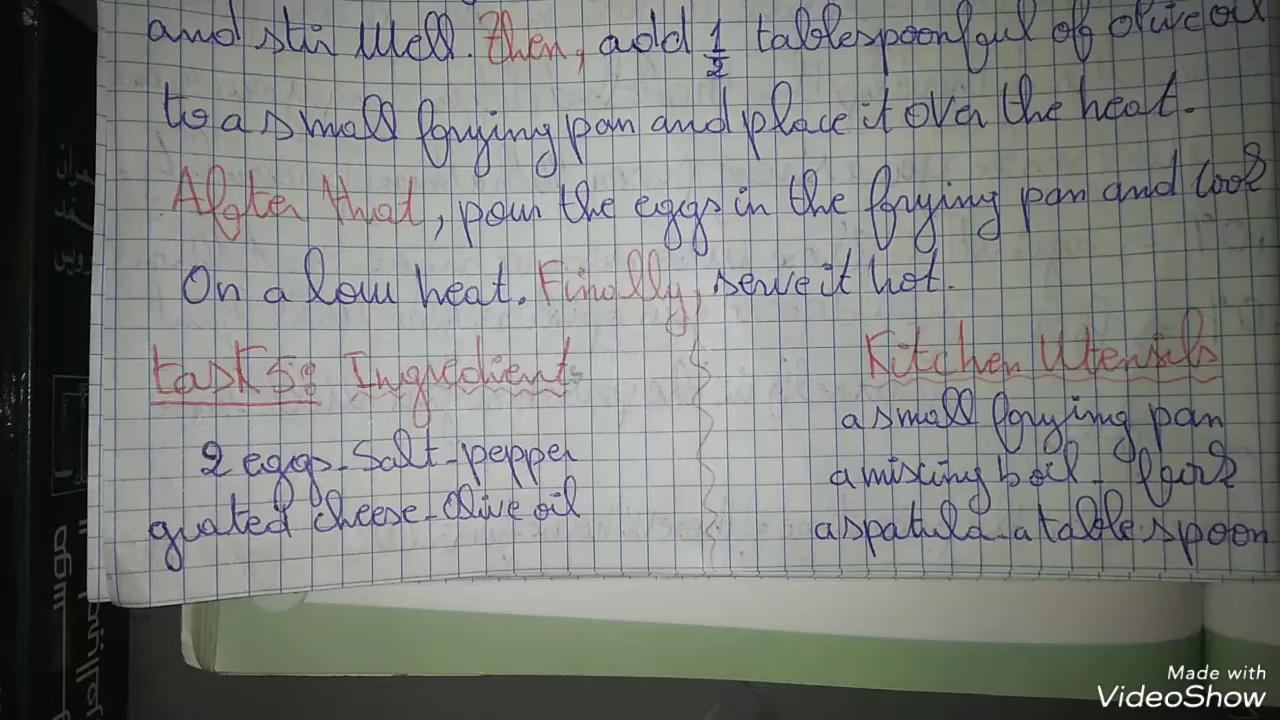 and stir well. Then, add 1/2 tablespoonful of olive oil
to a small frying pan and place it over the heat.
After that, pour the eggs in the frying pan and cook
On a low heat. Finally, serve it hot.
task 5: Ingredients
2 eggs - Salt - pepper
grated cheese - Olive oil
Kitchen Utensils
a small frying pan
a mixing boil - fork
a spatula - a table spoon
Made with
VideoShow